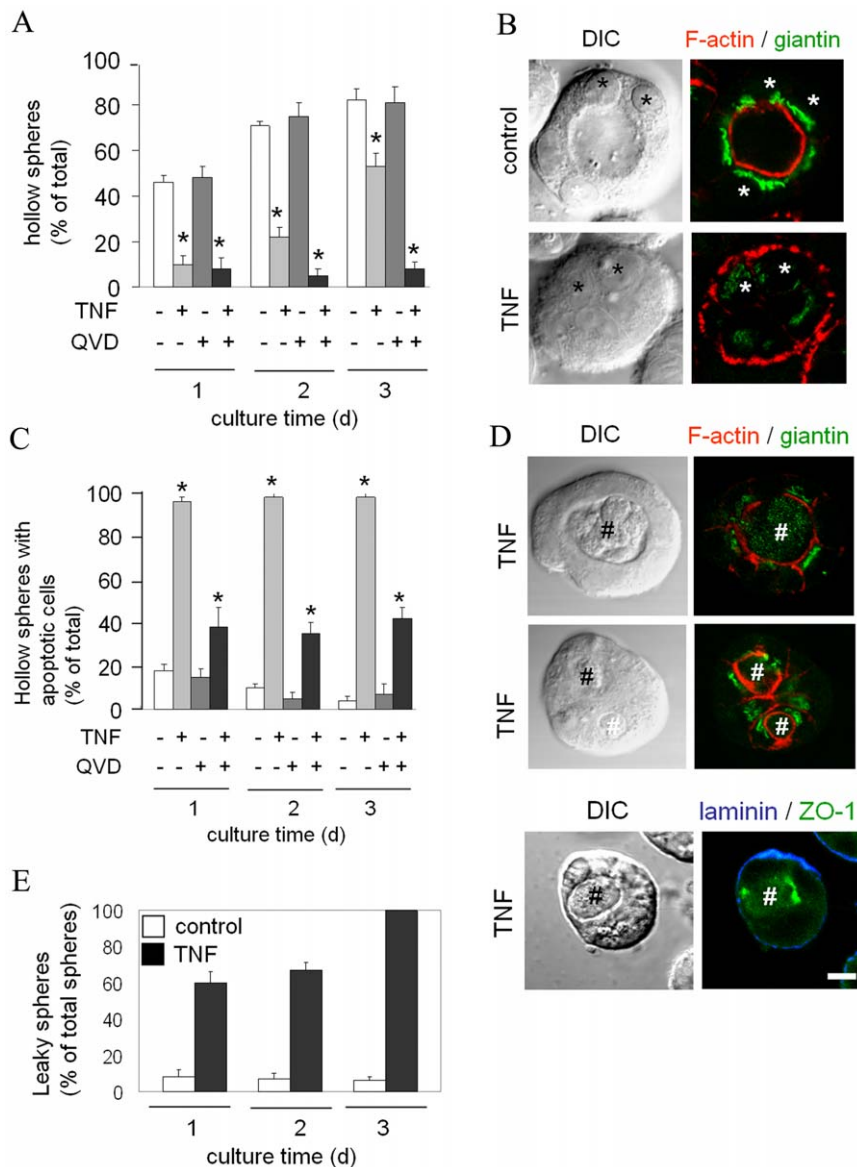 A
hollow spheres
(% of total)
100
80
60
40
20
0
* * * * * *
TNF - + - + - + - + - + - +
QVD - - + + - - + + - - + +
1 2 3
culture time (d)
B
DIC F-actin / giantin
control
* * * * * *
TNF
* * * *
C
Hollow spheres with
apoptotic cells
(% of total)
100
80
60
40
20
0
* * * * * *
TNF - + - + - + - + - + - +
QVD - - + + - - + + - - + +
1 2 3
culture time (d)
D
DIC F-actin / giantin
TNF
# #
TNF
# # # #
DIC laminin / ZO-1
TNF
# #
E
Leaky spheres
(% of total spheres)
100
80
60
40
20
0
control
TNF
1 2 3
culture time (d)